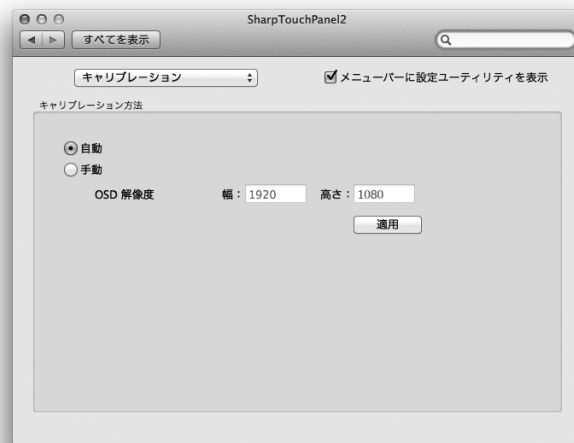 SharpTouchPanel2
すべてを表示
キャリブレーション
メニューバーに設定ユーティリティを表示
キャリブレーション方法
自動
手動
OSD 解像度 幅： 1920 高さ： 1080
適用